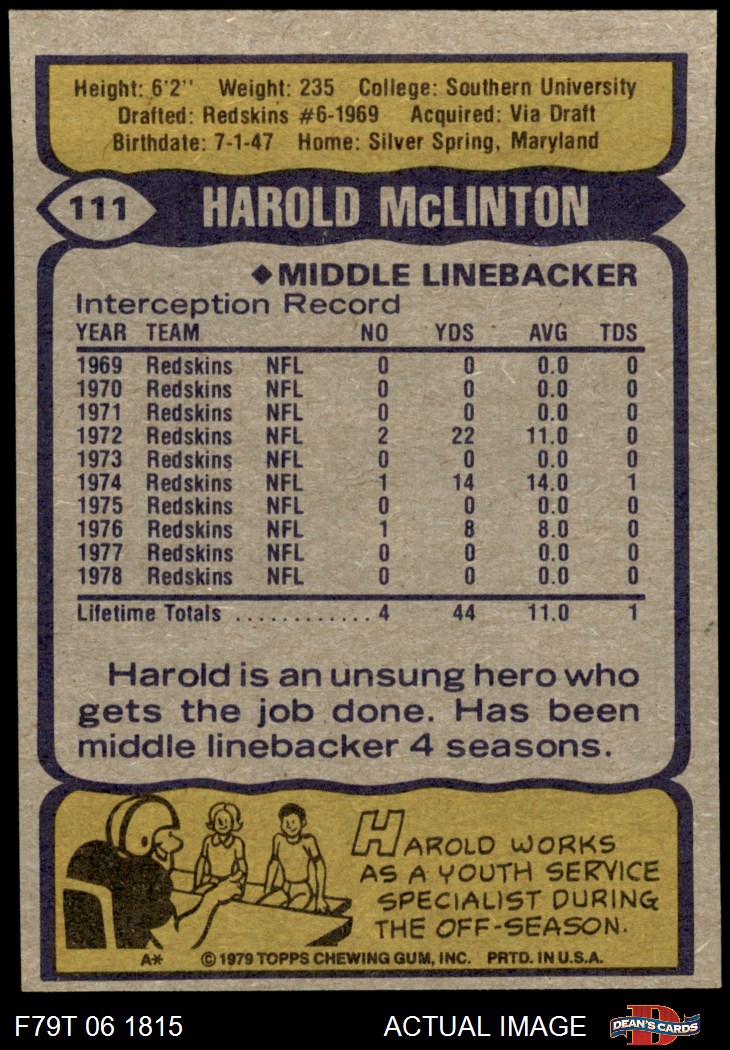 Height: 6'2'' Weight: 235 College: Southern University
Drafted: Redskins #6-1969 Acquired: Via Draft
Birthdate: 7-1-47 Home: Silver Spring, Maryland
111 HAROLD McLINTON
◆MIDDLE LINEBACKER
Interception Record
YEAR TEAM NO YDS AVG TDS
1969 Redskins NFL 0 0 0.0 0
1970 Redskins NFL 0 0 0.0 0
1971 Redskins NFL 0 0 0.0 0
1972 Redskins NFL 2 22 11.0 0
1973 Redskins NFL 0 0 0.0 0
1974 Redskins NFL 1 14 14.0 1
1975 Redskins NFL 0 0 0.0 0
1976 Redskins NFL 1 8 8.0 0
1977 Redskins NFL 0 0 0.0 0
1978 Redskins NFL 0 0 0.0 0
Lifetime Totals ............ 4 44 11.0 1
Harold is an unsung hero who
gets the job done. Has been
middle linebacker 4 seasons.
HAROLD WORKS
AS A YOUTH SERVICE
SPECIALIST DURING
THE OFF-SEASON.
A* © 1979 TOPPS CHEWING GUM, INC. PRTD. IN U.S.A.
F79T 06 1815 ACTUAL IMAGE D DEAN'S CARDS